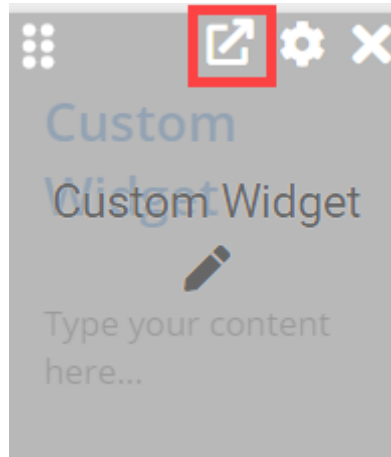 Custom
Widget
Custom Widget
Type your content
here...